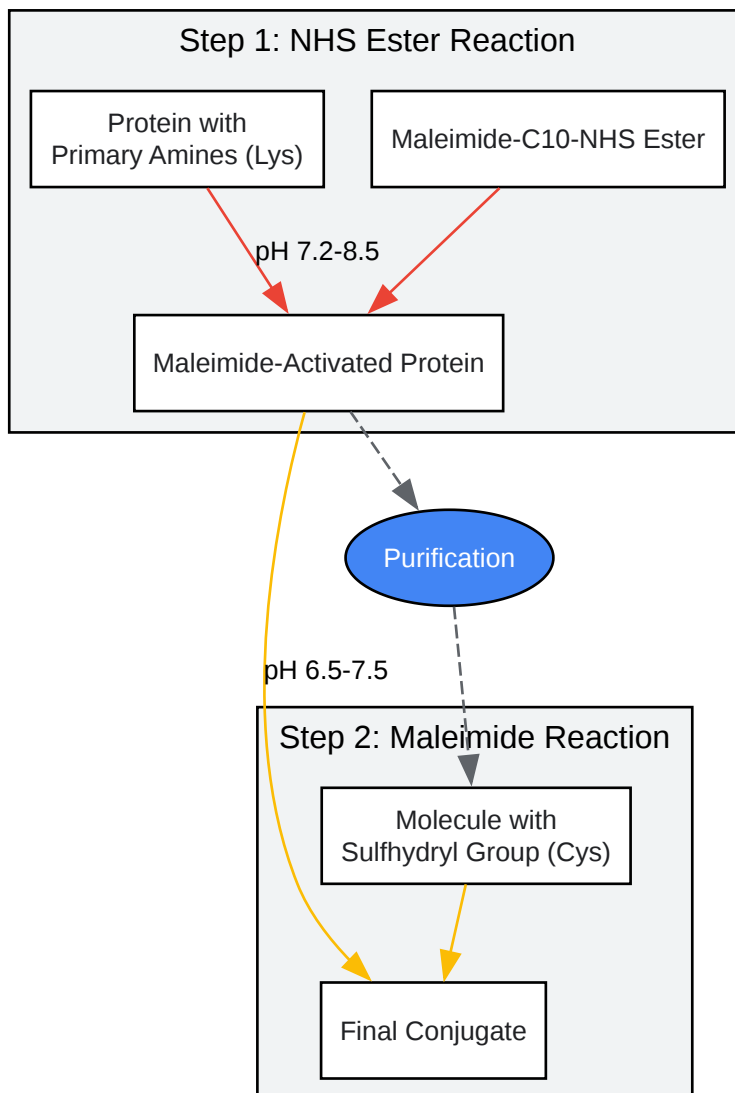 Step 1: NHS Ester Reaction
Protein with
Primary Amines (Lys)
Maleimide-C10-NHS Ester
pH 7.2-8.5
Maleimide-Activated Protein
Purification
pH 6.5-7.5
Step 2: Maleimide Reaction
Molecule with
Sulfhydryl Group (Cys)
Final Conjugate